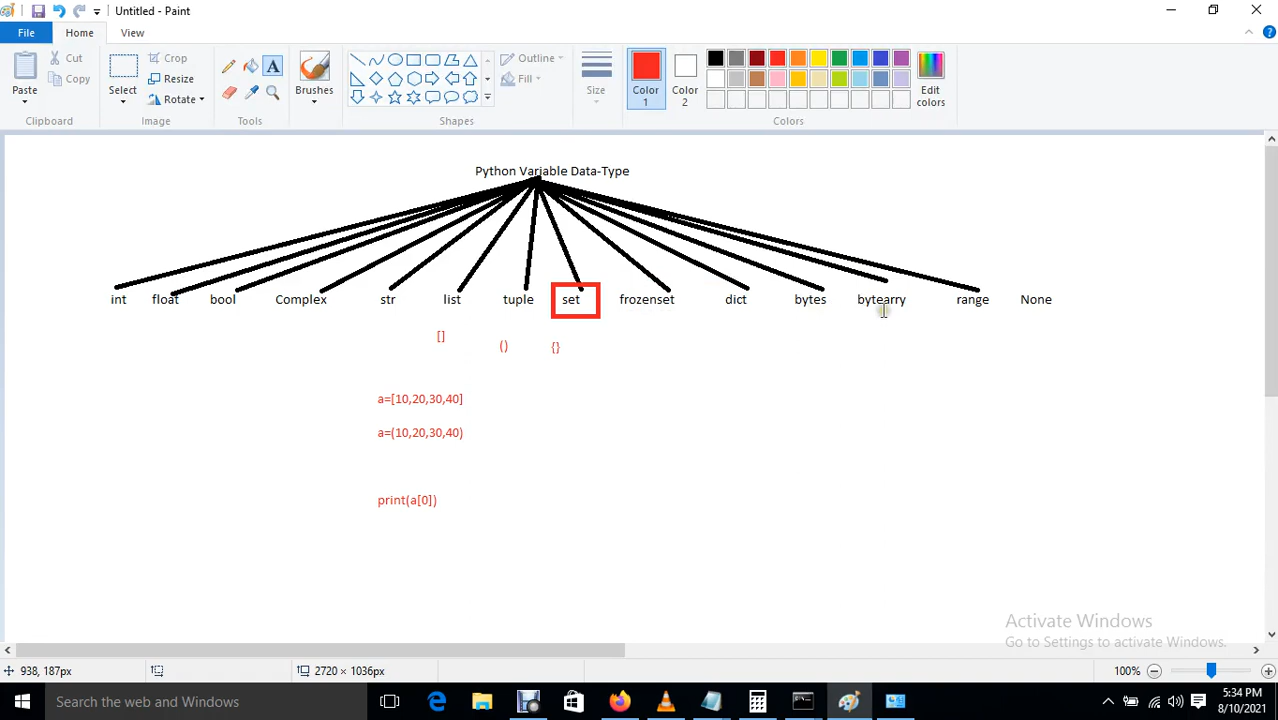 Untitled - Paint
File Home View
Paste
Cut
Copy
Clipboard
Select
Crop
Resize
Rotate
Image
A
Tools
Brushes
Outline
Fill
Shapes
Size
Color 1
Color 2
Edit colors
Colors
Python Variable Data-Type
int float bool Complex str list tuple set frozenset dict bytes bytearry range None
[] () {}
a=[10,20,30,40]
a=(10,20,30,40)
print(a[0])
Activate Windows
Go to Settings to activate Windows.
938, 187px 2720 × 1036px 100%
Search the web and Windows
5:34 PM
8/10/2021